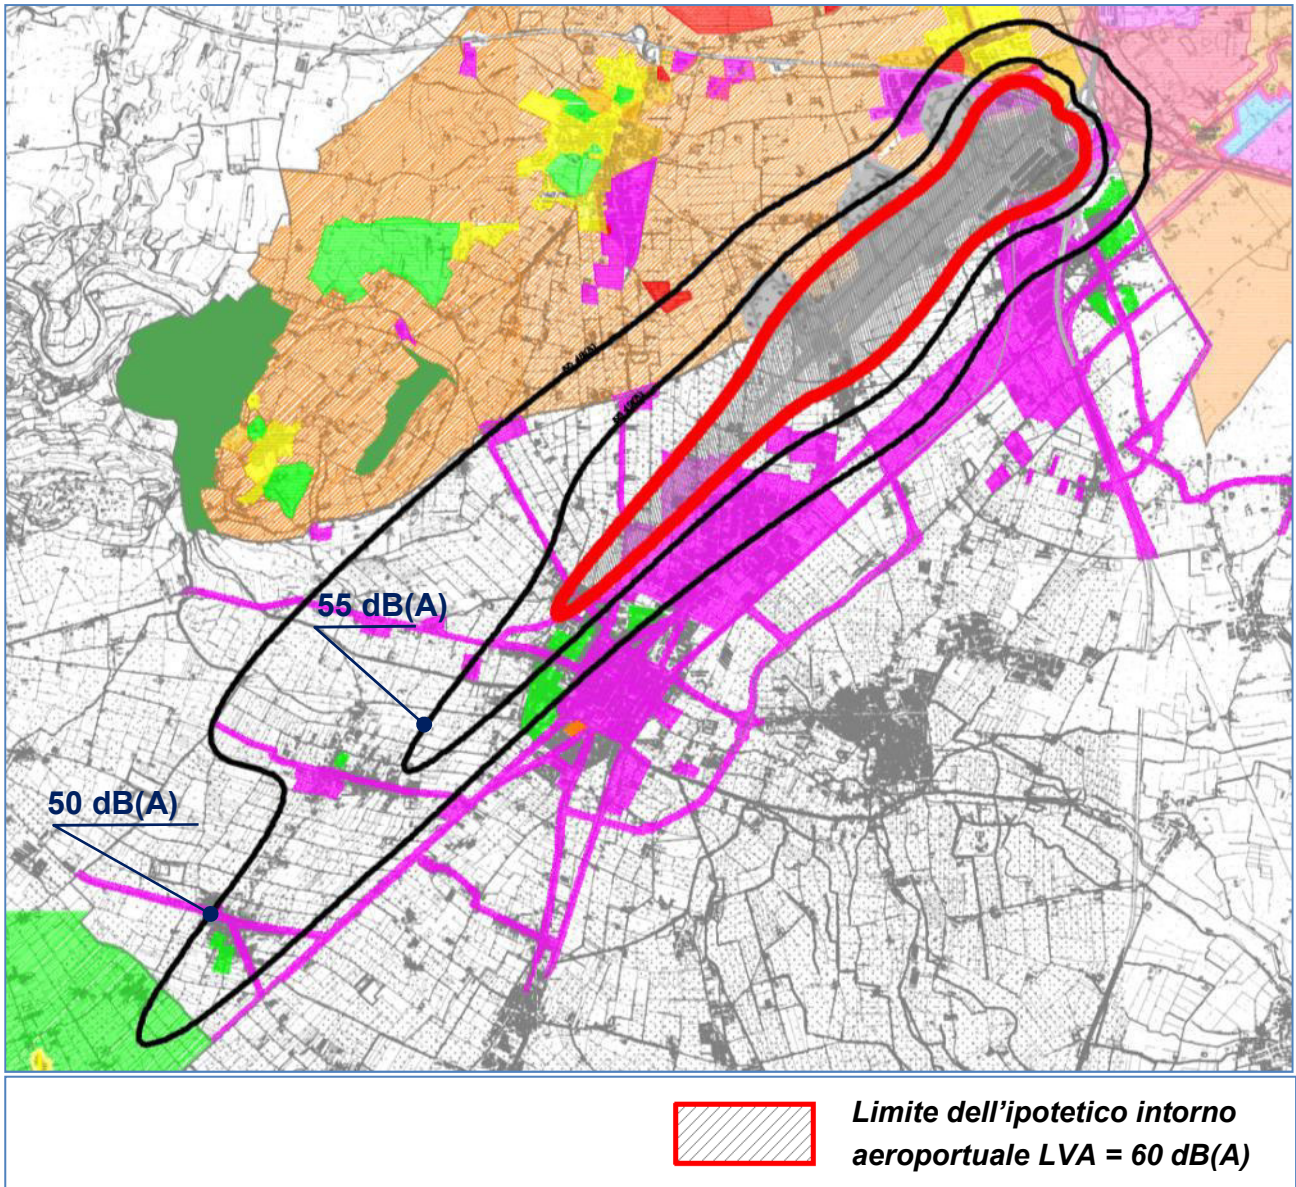 55 dB(A)
50 dB(A)
Limite dell’ipotetico intorno
aeroportuale LVA = 60 dB(A)